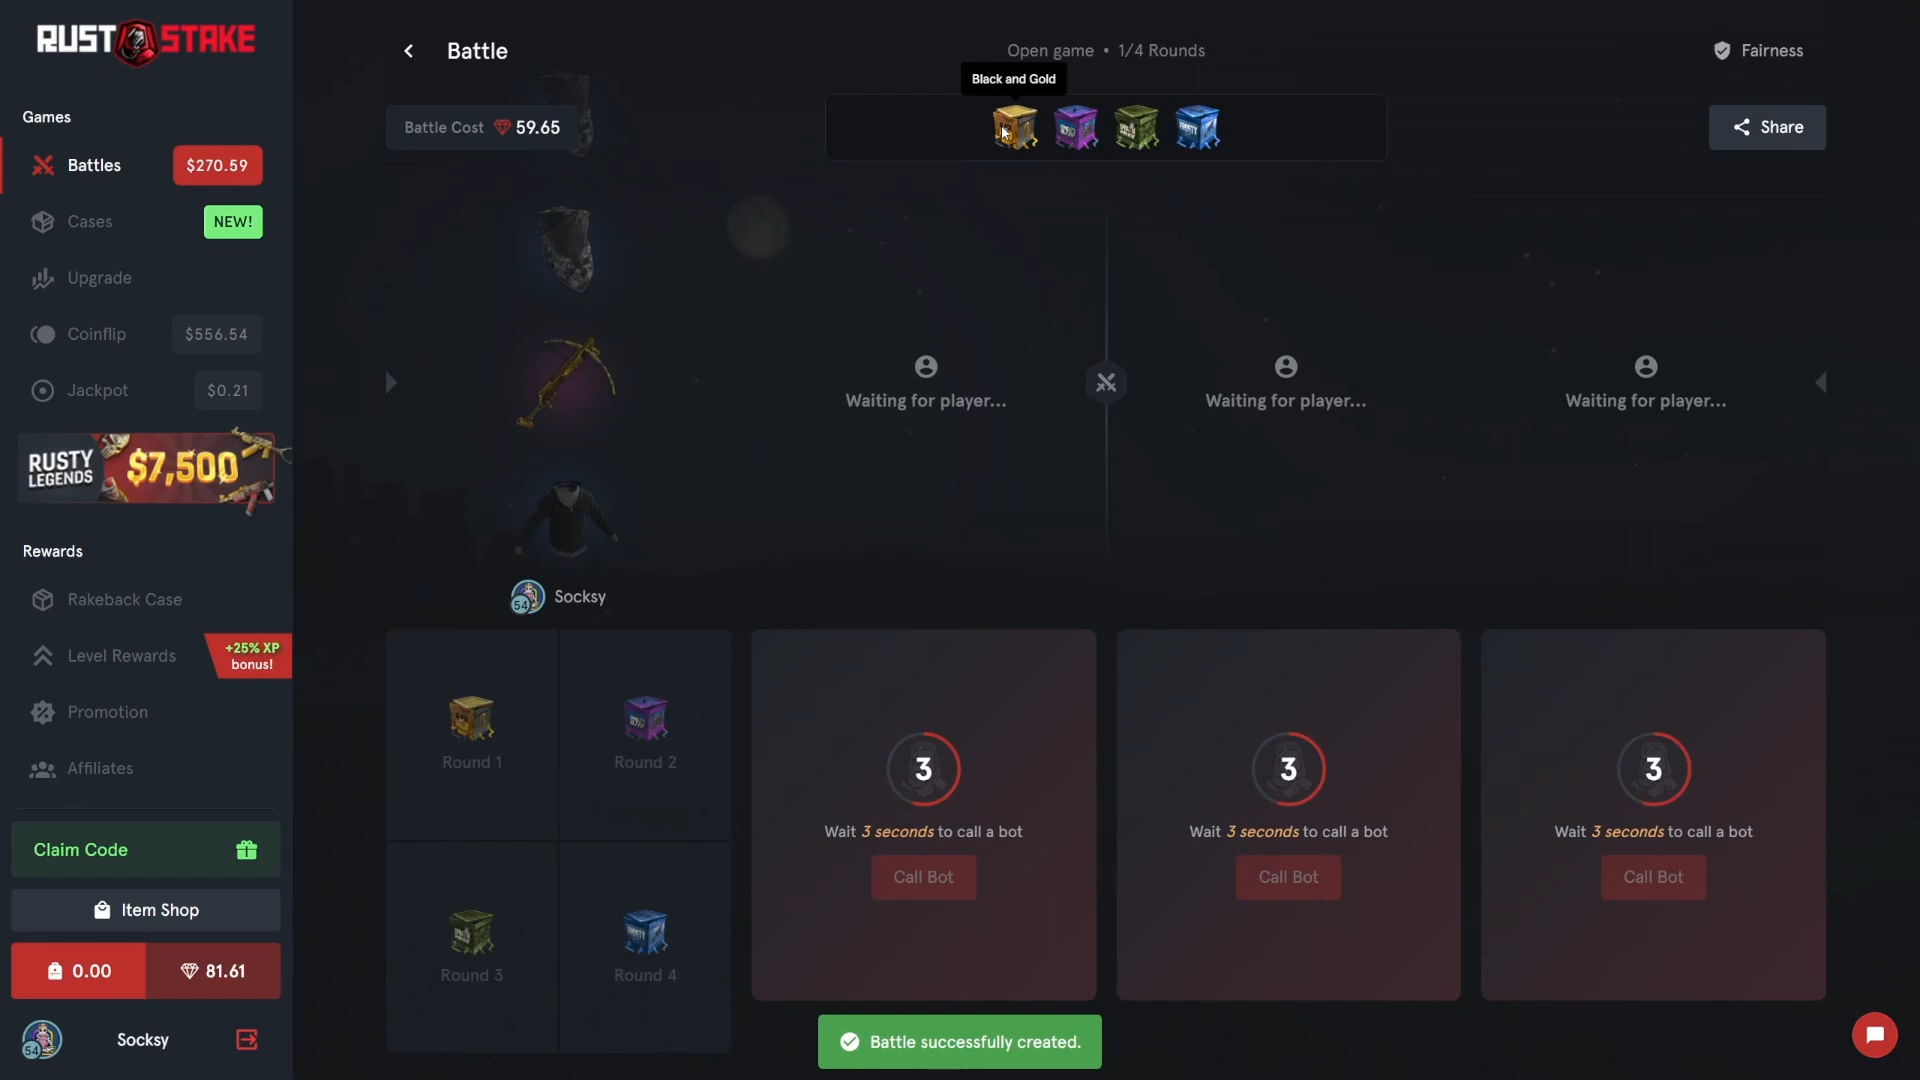 RUST STAKE
Games
Battles $270.59
Cases NEW!
Upgrade
Coinflip $556.54
Jackpot $0.21
RUSTY
LEGENDS
$7,500
Rewards
Rakeback Case
Level Rewards
+25% XP
bonus!
Promotion
Affiliates
Claim Code
Item Shop
0.00 81.61
54 Socksy
Battle
Open game • 1/4 Rounds
Fairness
Black and Gold
Battle Cost 59.65
Share
Waiting for player...
Waiting for player...
Waiting for player...
54 Socksy
Round 1
Round 2
Round 3
Round 4
3
Wait 3 seconds to call a bot
Call Bot
3
Wait 3 seconds to call a bot
Call Bot
3
Wait 3 seconds to call a bot
Call Bot
Battle successfully created.